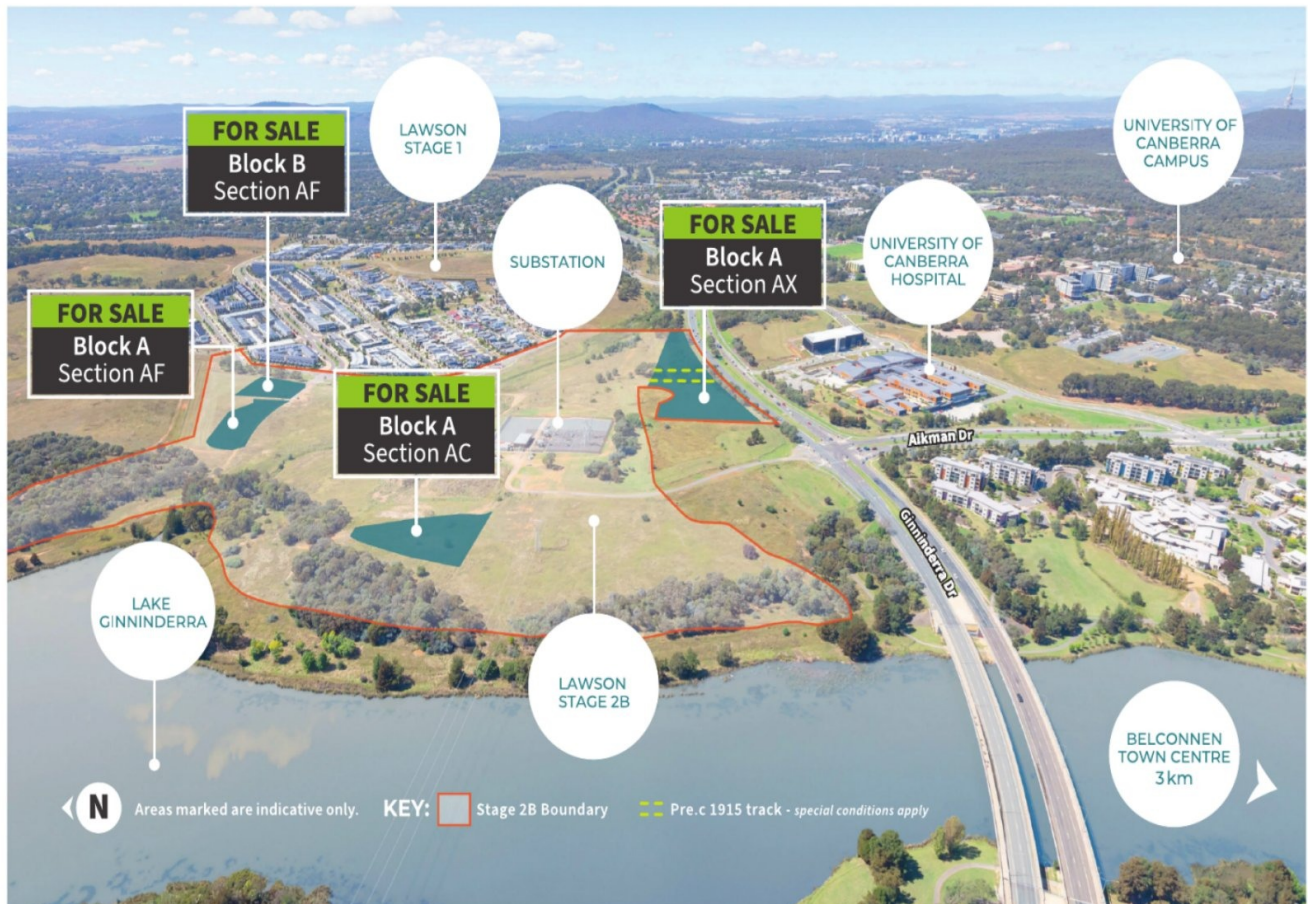 FOR SALE
Block B
Section AF
LAWSON
STAGE 1
UNIVERSITY OF
CANBERRA
CAMPUS
SUBSTATION
FOR SALE
Block A
Section AX
UNIVERSITY OF
CANBERRA
HOSPITAL
FOR SALE
Block A
Section AF
FOR SALE
Block A
Section AC
Aikman Dr
Ginninderra Dr
LAKE
GINNINDERRA
LAWSON
STAGE 2B
BELCONNEN
TOWN CENTRE
3km
N
Areas marked are indicative only.
KEY:
Stage 2B Boundary
Pre.c 1915 track - special conditions apply